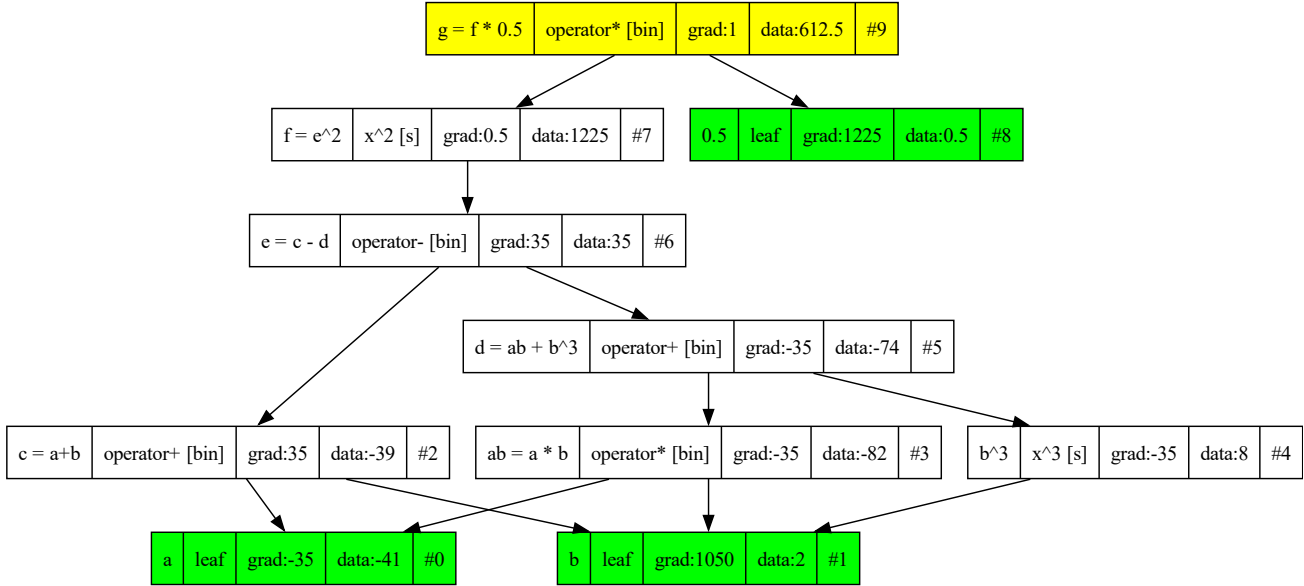 g = f * 0.5 operator* [bin] grad:1 data:612.5 #9
f = e^2 x^2 [s] grad:0.5 data:1225 #7
0.5 leaf grad:1225 data:0.5 #8
e = c - d operator- [bin] grad:35 data:35 #6
d = ab + b^3 operator+ [bin] grad:-35 data:-74 #5
c = a+b operator+ [bin] grad:35 data:-39 #2
ab = a * b operator* [bin] grad:-35 data:-82 #3
b^3 x^3 [s] grad:-35 data:8 #4
a leaf grad:-35 data:-41 #0
b leaf grad:1050 data:2 #1